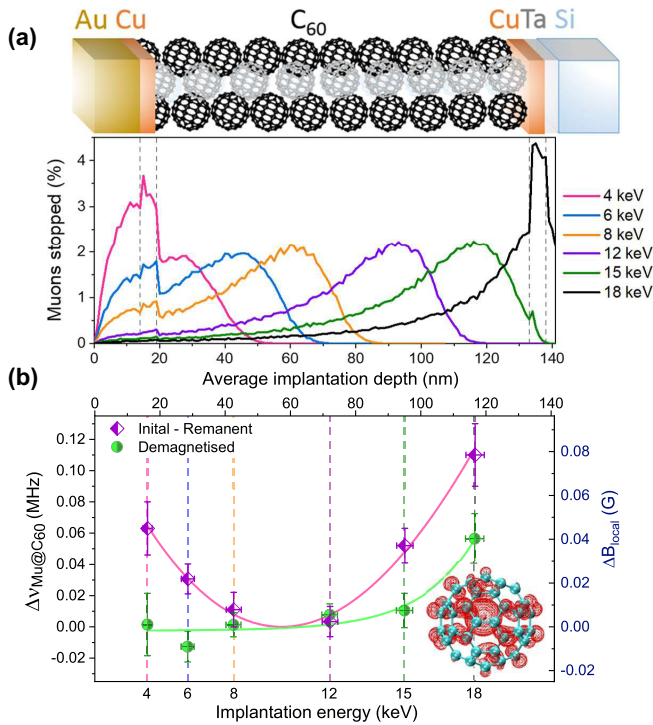 (a)
Au Cu C60 Cu Ta Si
Muons stopped (%)
4
3
2
1
0
0 20 40 60 80 100 120 140
Average implantation depth (nm)
4 keV
6 keV
8 keV
12 keV
15 keV
18 keV
(b)
0 20 40 60 80 100 120 140
Inital - Remanent
Demagnetised
ΔνMu@C60 (MHz)
0.12
0.10
0.08
0.06
0.04
0.02
0.00
-0.02
0.08
0.06
0.04
0.02
0.00
-0.02
ΔBlocal (G)
4 6 8 12 15 18
Implantation energy (keV)